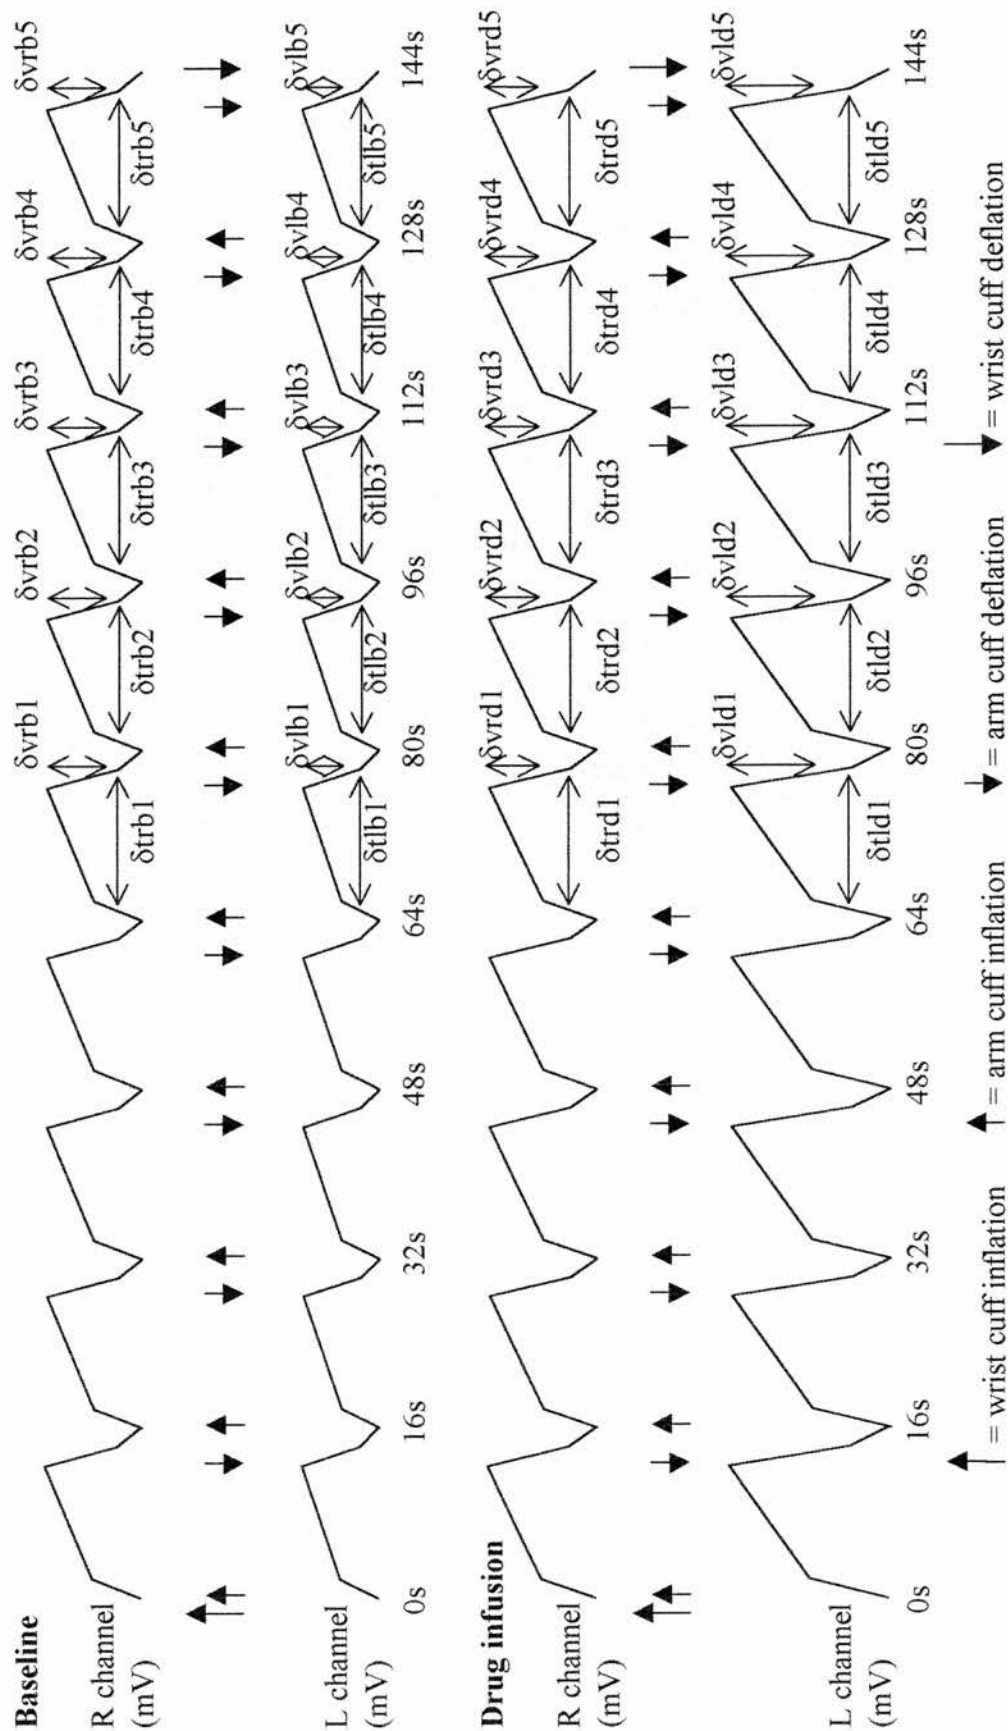 Baseline
δvrb1 δvrb2 δvrb3 δvrb4 δvrb5
R channel
(mV)
δtrb1 δtrb2 δtrb3 δtrb4 δtrb5
δvlb1 δvlb2 δvlb3 δvlb4 δvlb5
L channel
(mV)
δtlb1 δtlb2 δtlb3 δtlb4 δtlb5
0s 16s 32s 48s 64s 80s 96s 112s 128s 144s
Drug infusion
δvrd1 δvrd2 δvrd3 δvrd4 δvrd5
R channel
(mV)
δtrd1 δtrd2 δtrd3 δtrd4 δtrd5
δvld1 δvld2 δvld3 δvld4 δvld5
L channel
(mV)
δtld1 δtld2 δtld3 δtld4 δtld5
0s 16s 32s 48s 64s 80s 96s 112s 128s 144s
= wrist cuff inflation = arm cuff inflation = arm cuff deflation = wrist cuff deflation